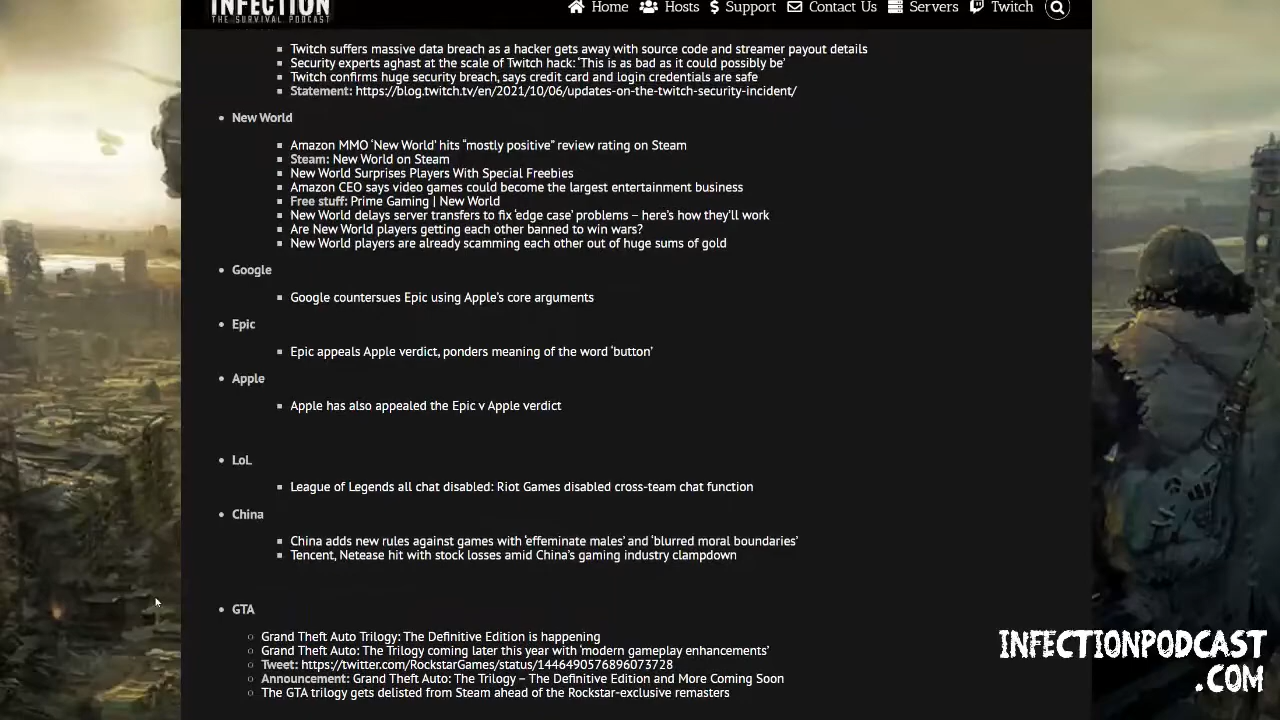 INFECTION
THE SURVIVAL PODCAST
Home Hosts Support Contact Us Servers Twitch
Twitch suffers massive data breach as a hacker gets away with source code and streamer payout details
Security experts aghast at the scale of Twitch hack: ‘This is as bad as it could possibly be’
Twitch confirms huge security breach, says credit card and login credentials are safe
Statement: https://blog.twitch.tv/en/2021/10/06/updates-on-the-twitch-security-incident/
New World
Amazon MMO ‘New World’ hits “mostly positive” review rating on Steam
Steam: New World on Steam
New World Surprises Players With Special Freebies
Amazon CEO says video games could become the largest entertainment business
Free stuff: Prime Gaming | New World
New World delays server transfers to fix ‘edge case’ problems – here’s how they’ll work
Are New World players getting each other banned to win wars?
New World players are already scamming each other out of huge sums of gold
Google
Google countersues Epic using Apple’s core arguments
Epic
Epic appeals Apple verdict, ponders meaning of the word ‘button’
Apple
Apple has also appealed the Epic v Apple verdict
LoL
League of Legends all chat disabled: Riot Games disabled cross-team chat function
China
China adds new rules against games with ‘effeminate males’ and ‘blurred moral boundaries’
Tencent, Netease hit with stock losses amid China’s gaming industry clampdown
GTA
Grand Theft Auto Trilogy: The Definitive Edition is happening
Grand Theft Auto: The Trilogy coming later this year with ‘modern gameplay enhancements’
Tweet: https://twitter.com/RockstarGames/status/1446490576896073728
Announcement: Grand Theft Auto: The Trilogy – The Definitive Edition and More Coming Soon
The GTA trilogy gets delisted from Steam ahead of the Rockstar-exclusive remasters
INFECTIONPODCAST
.COM